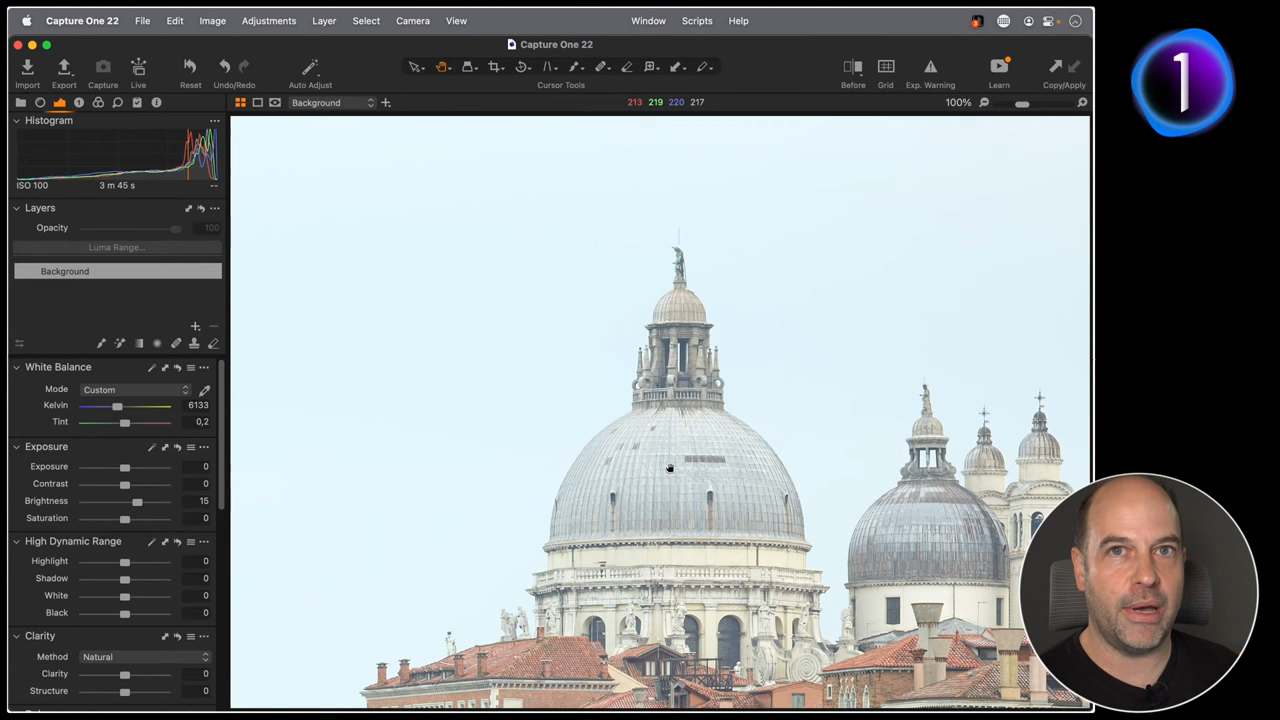 Capture One 22 File Edit Image Adjustments Layer Select Camera View Window Scripts Help
Capture One 22
Import Export Capture Live Reset Undo/Redo Auto Adjust Cursor Tools Before Grid Exp. Warning Learn Copy/Apply
Background 213 219 220 217 100%
Histogram
ISO 100 3 m 45 s --
Layers
Opacity 100
Luma Range...
Background
White Balance
Mode Custom
Kelvin 6133
Tint 0,2
Exposure
Exposure 0
Contrast 0
Brightness 15
Saturation 0
High Dynamic Range
Highlight 0
Shadow 0
White 0
Black 0
Clarity
Method Natural
Clarity 0
Structure 0
1